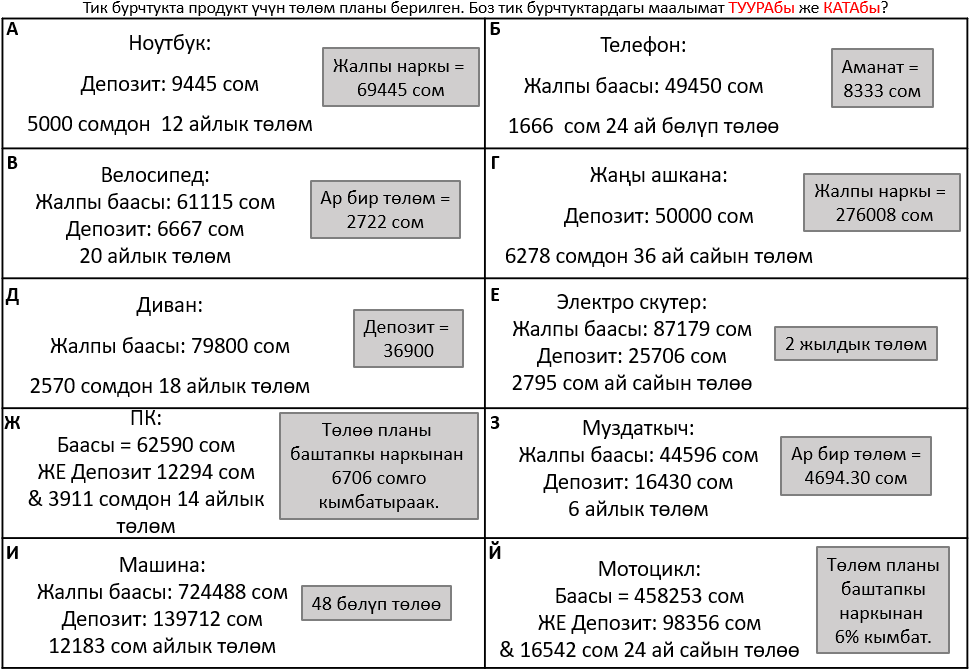 Тик бурчтукта продукт үчүн төлөм планы берилген. Боз тик бурчтуктардагы маалымат ТУУРАбы же КАТАбы?
А
Ноутбук:
Депозит: 9445 сом
5000 сомдон 12 айлык төлөм
Жалпы наркы =
69445 сом
Б
Телефон:
Жалпы баасы: 49450 сом
1666 сом 24 ай бөлүп төлөө
Аманат =
8333 сом
В
Велосипед:
Жалпы баасы: 61115 сом
Депозит: 6667 сом
20 айлык төлөм
Ар бир төлөм =
2722 сом
Г
Жаңы ашкана:
Депозит: 50000 сом
6278 сомдон 36 ай сайын төлөм
Жалпы наркы =
276008 сом
Д
Диван:
Жалпы баасы: 79800 сом
2570 сомдон 18 айлык төлөм
Депозит =
36900
Е
Электро скутер:
Жалпы баасы: 87179 сом
Депозит: 25706 сом
2795 сом ай сайын төлөө
2 жылдык төлөм
Ж
ПК:
Баасы = 62590 сом
ЖЕ Депозит 12294 сом
& 3911 сомдон 14 айлык
төлөм
Төлөө планы
баштапкы наркынан
6706 сомго
кымбатыраак.
З
Муздаткыч:
Жалпы баасы: 44596 сом
Депозит: 16430 сом
6 айлык төлөм
Ар бир төлөм =
4694.30 сом
И
Машина:
Жалпы баасы: 724488 сом
Депозит: 139712 сом
12183 сом айлык төлөм
48 бөлүп төлөө
Й
Мотоцикл:
Баасы = 458253 сом
ЖЕ Депозит: 98356 сом
& 16542 сом 24 ай сайын төлөө
Төлөм планы
баштапкы
наркынан
6% кымбат.